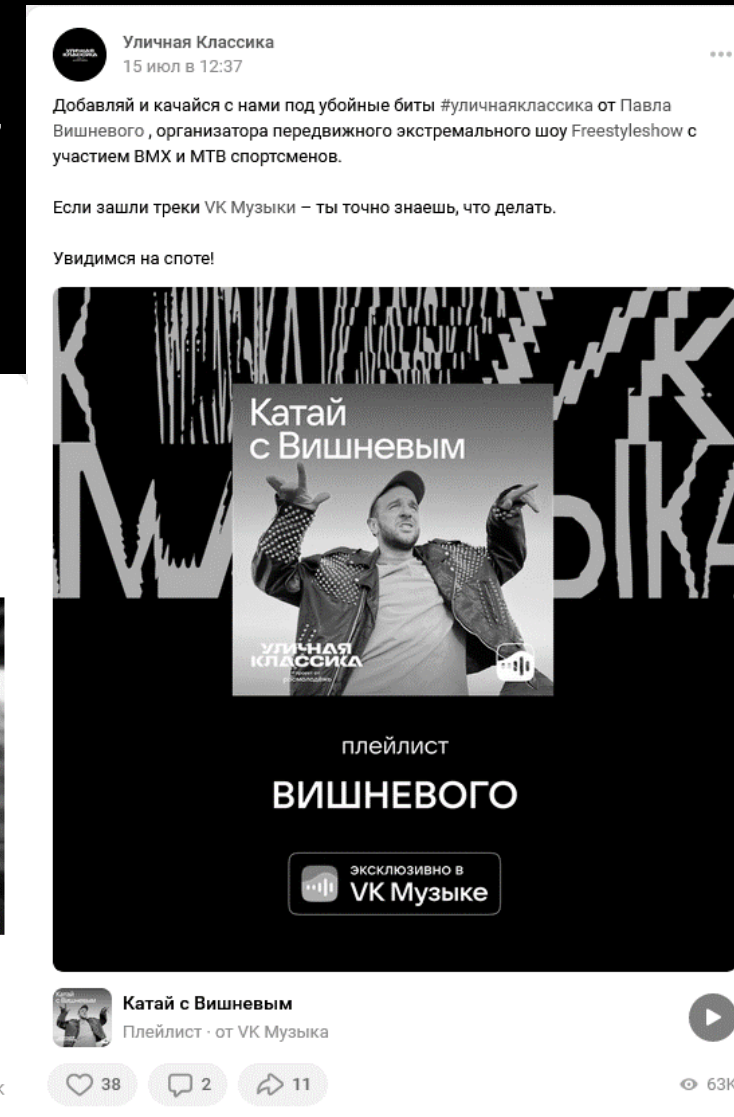 Уличная Классика
15 июл в 12:37
Добавляй и качайся с нами под убойные биты #уличнаяклассика от Павла
Вишневого , организатора передвижного экстремального шоу Freestyleshow с
участием BMX и MTB спортсменов.
Если зашли треки VK Музыки – ты точно знаешь, что делать.
Увидимся на споте!
Катай
с Вишневым
УЛИЧНАЯ
КЛАССИКА
плейлист
ВИШНЕВОГО
эксклюзивно в
VK Музыке
Катай с Вишневым
Плейлист · от VK Музыка
38
2
11
63K